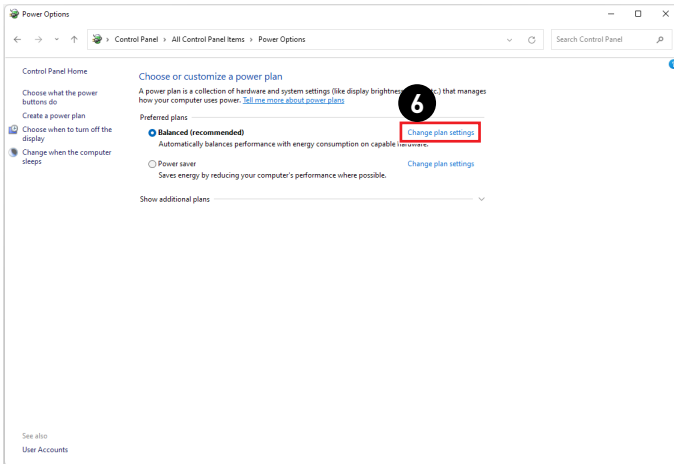 Power Options
Control Panel > All Control Panel Items > Power Options
Search Control Panel
Control Panel Home
Choose what the power
buttons do
Create a power plan
Choose when to turn off the
display
Change when the computer
sleeps
Choose or customize a power plan
A power plan is a collection of hardware and system settings (like display brightness, etc.) that manages
how your computer uses power. Tell me more about power plans
6
Preferred plans
Balanced (recommended)
Change plan settings
Automatically balances performance with energy consumption on capable hardware.
Power saver
Change plan settings
Saves energy by reducing your computer's performance where possible.
Show additional plans
See also
User Accounts